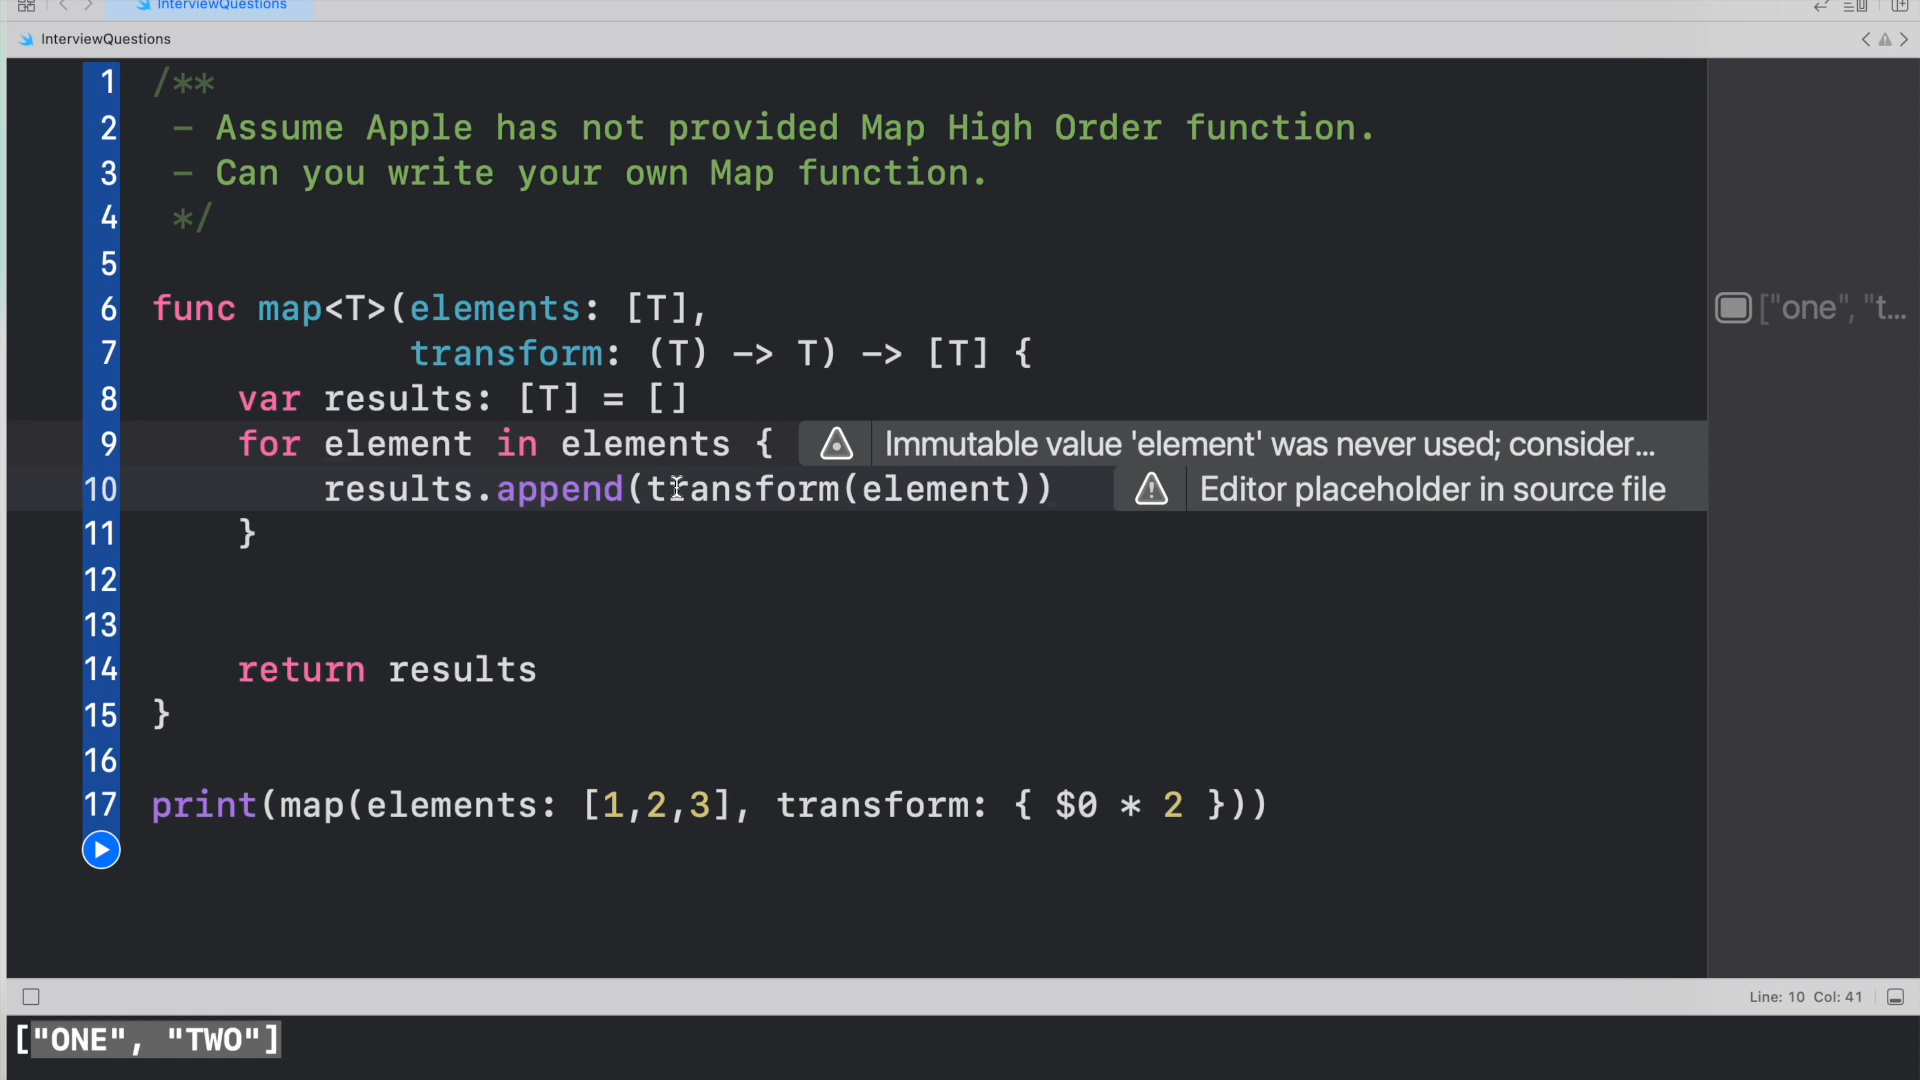 InterviewQuestions
InterviewQuestions
1 /**
2 – Assume Apple has not provided Map High Order function.
3 – Can you write your own Map function.
4 */
5
6 func map<T>(elements: [T],
["one", "t...
7 transform: (T) –> T) –> [T] {
8 var results: [T] = []
9 for element in elements { Immutable value 'element' was never used; consider...
10 results.append(transform(element)) Editor placeholder in source file
11 }
12
13
14 return results
15 }
16
17 print(map(elements: [1,2,3], transform: { $0 * 2 }))
Line: 10 Col: 41
["ONE", "TWO"]